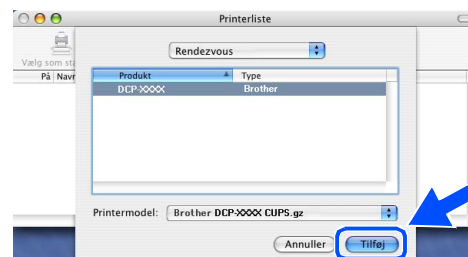 Printerliste
Rendezvous
Vælg som sta
På Navn
Produkt Type
DCP-XXXX Brother
Printermodel: Brother DCP-XXXX CUPS.gz
Annuller Tilføj